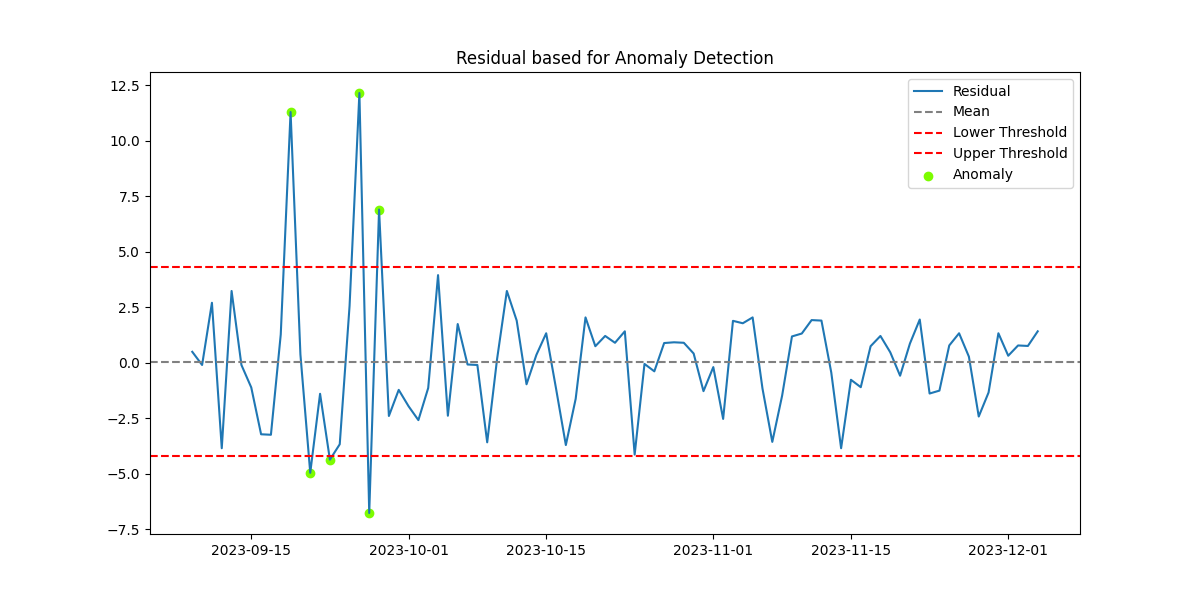 Residual based for Anomaly Detection
12.5
10.0
7.5
5.0
2.5
0.0
−2.5
−5.0
−7.5
Residual
Mean
Lower Threshold
Upper Threshold
Anomaly
2023-09-15
2023-10-01
2023-10-15
2023-11-01
2023-11-15
2023-12-01